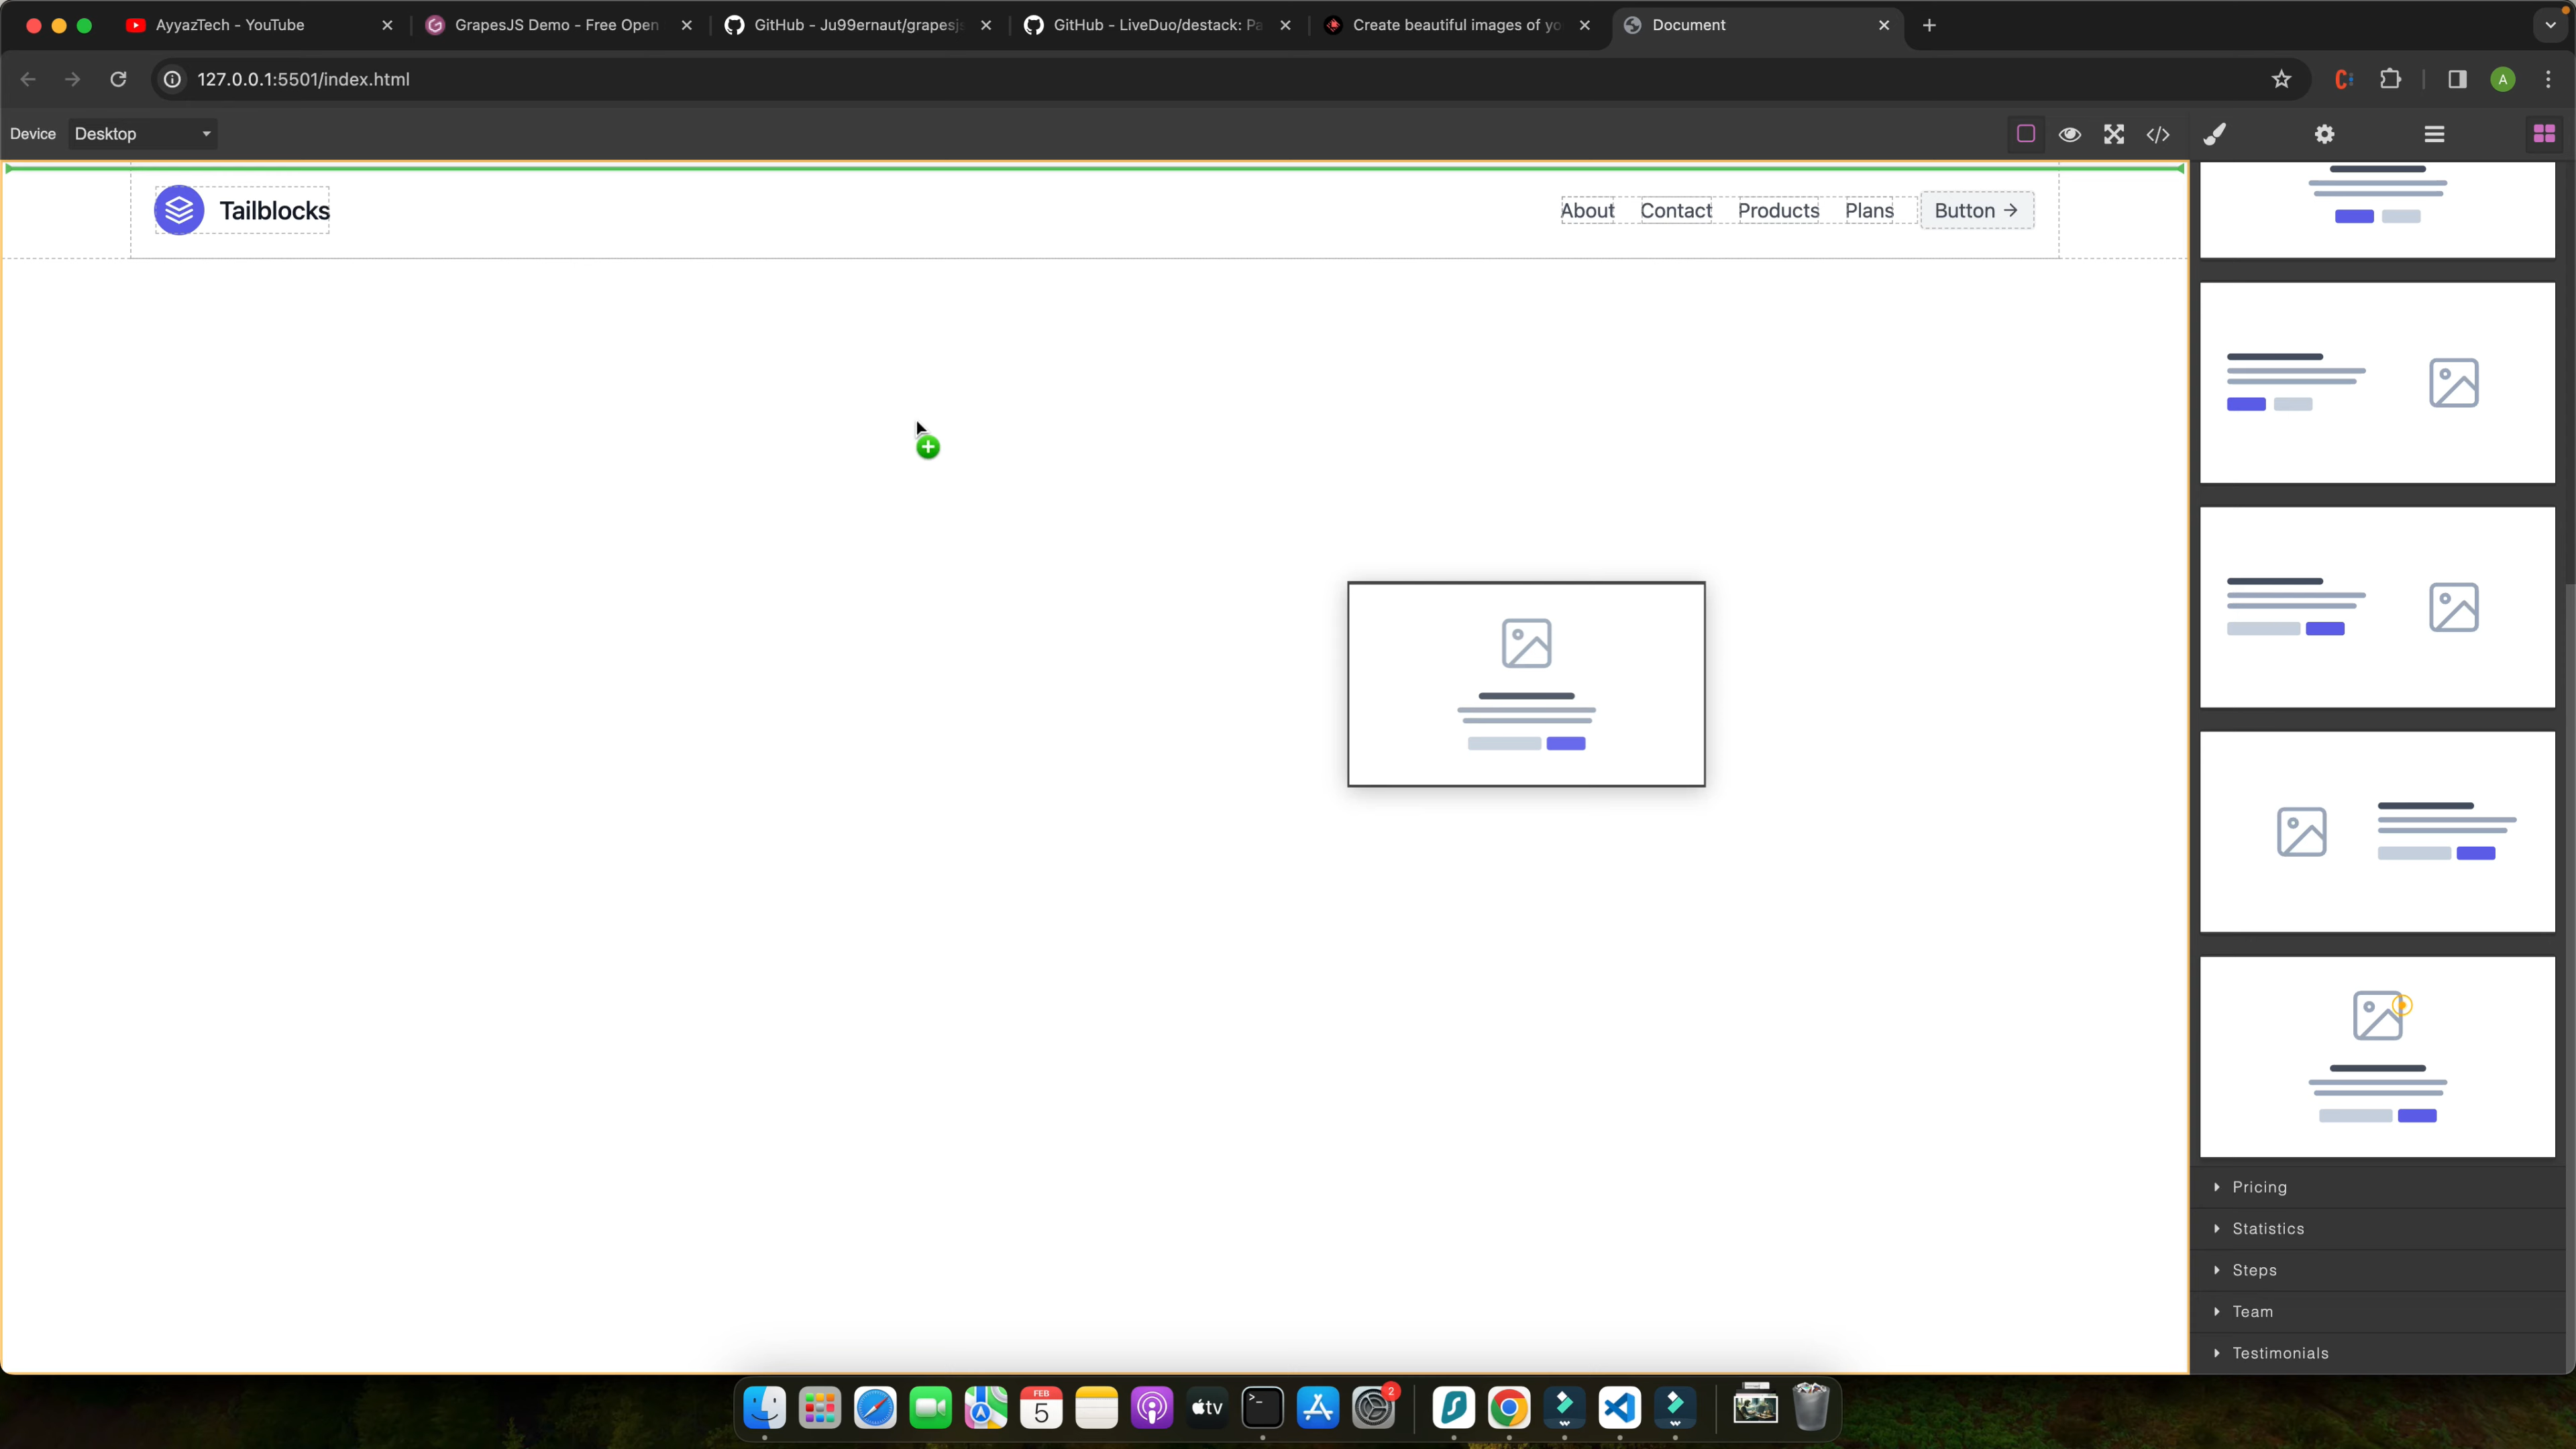 AyyazTech - YouTube
GrapesJS Demo - Free Open
GitHub - Ju99ernaut/grapesjs
GitHub - LiveDuo/destack: Pa
Create beautiful images of yo
Document
127.0.0.1:5501/index.html
A
Device
Desktop
Tailblocks
About
Contact
Products
Plans
Button →
Pricing
Statistics
Steps
Team
Testimonials
FEB
5
tv
2